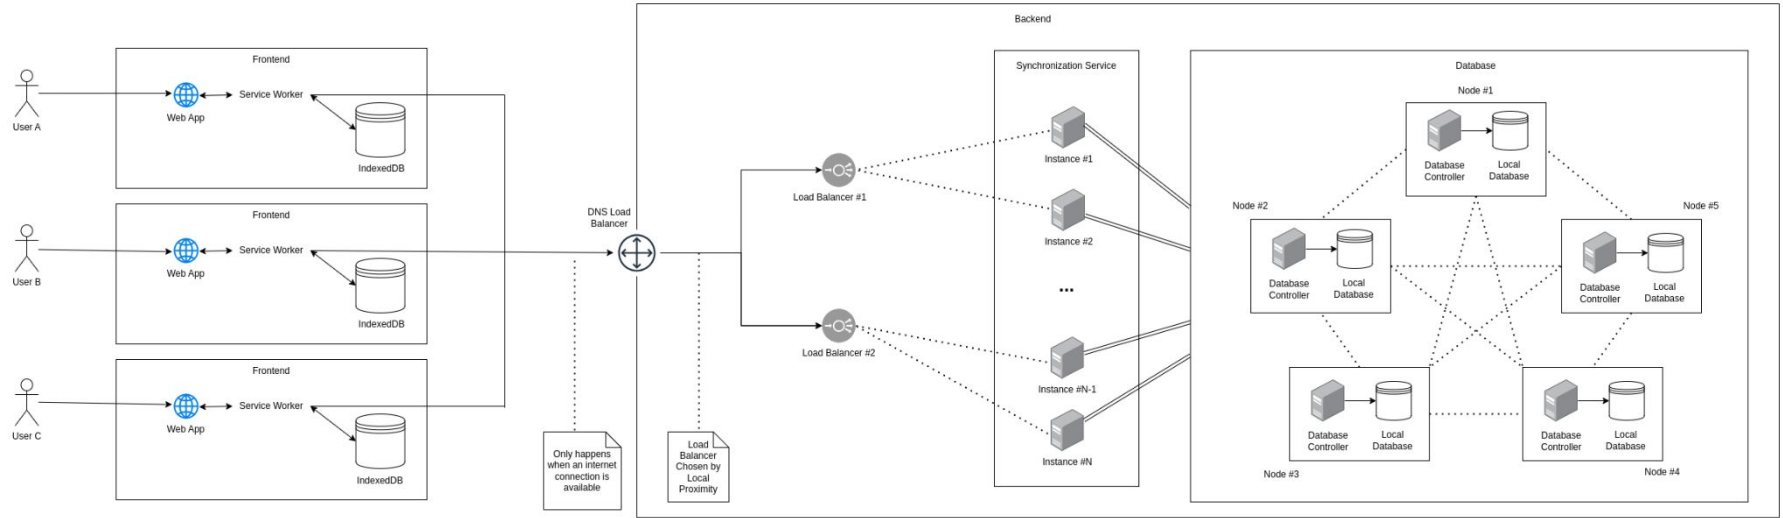 Backend
Frontend
User A
Web App
Service Worker
IndexedDB
Frontend
User B
Web App
Service Worker
IndexedDB
Frontend
User C
Web App
Service Worker
IndexedDB
Only happens
when an internet
connection is
available
DNS Load
Balancer
Load
Balancer
Chosen by
Local
Proximity
Load Balancer #1
Load Balancer #2
Synchronization Service
Instance #1
Instance #2
...
Instance #N-1
Instance #N
Database
Node #1
Database
Controller
Local
Database
Node #2
Database
Controller
Local
Database
Node #5
Database
Controller
Local
Database
Database
Controller
Local
Database
Node #3
Database
Controller
Local
Database
Node #4